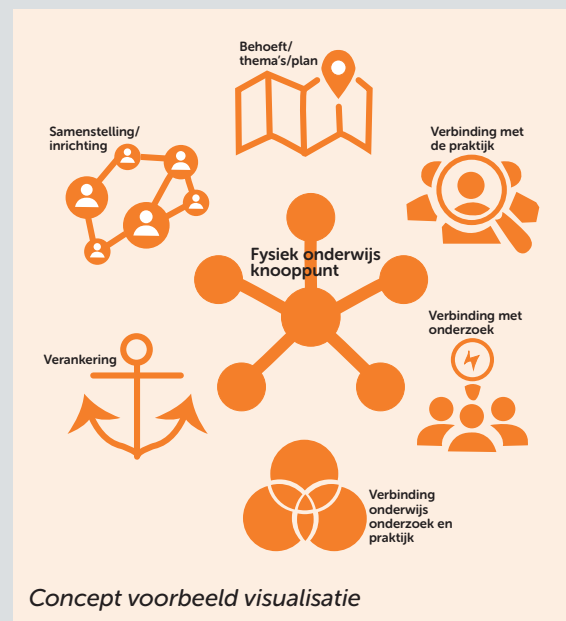 Behoeft/
thema's/plan
Samenstelling/
inrichting
Verbinding met
de praktijk
Fysiek onderwijs
knooppunt
Verbinding met
onderzoek
Verankering
Verbinding
onderwijs
onderzoek en
praktijk
Concept voorbeeld visualisatie